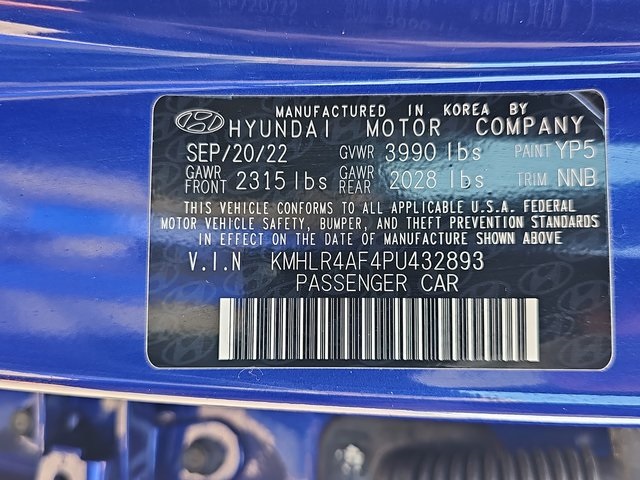 MANUFACTURED IN KOREA BY
HYUNDAI MOTOR COMPANY
SEP/20/22 GVWR 3990 lbs PAINT YP5
GAWR FRONT 2315 lbs GAWR REAR 2028 lbs TRIM NNB
THIS VEHICLE CONFORMS TO ALL APPLICABLE U.S.A. FEDERAL
MOTOR VEHICLE SAFETY, BUMPER, AND THEFT PREVENTION STANDARDS
IN EFFECT ON THE DATE OF MANUFACTURE SHOWN ABOVE
V.I.N KMHLR4AF4PU432893
PASSENGER CAR